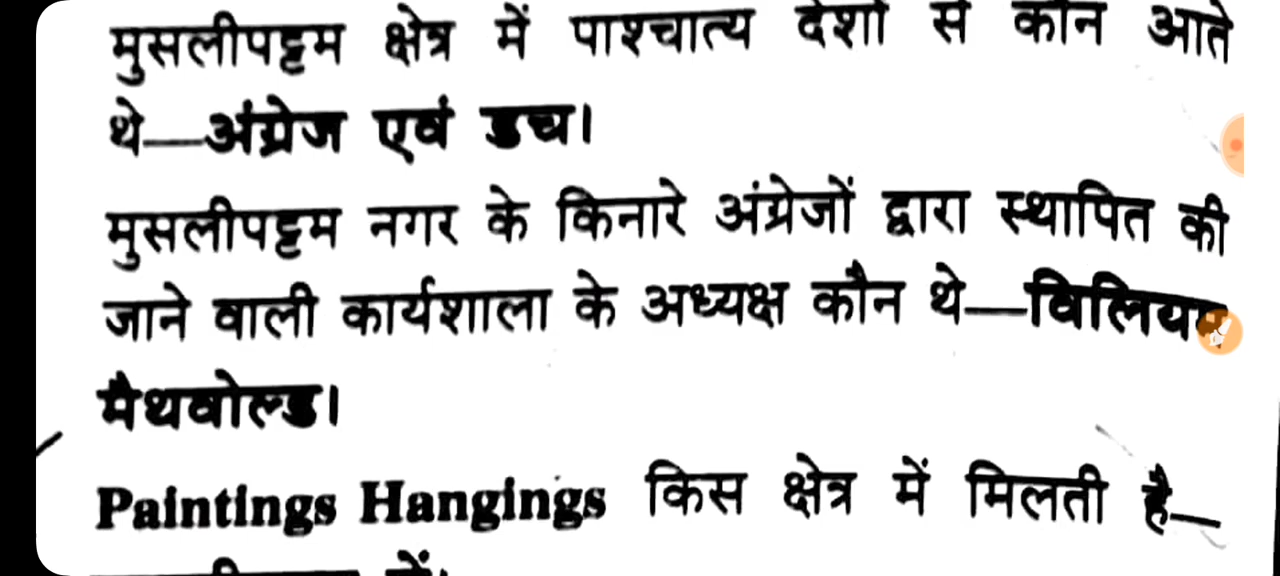 मुसलीपट्टम क्षेत्र में पाश्चात्य देशों से कौन आते
थे—अंग्रेज एवं डच।
मुसलीपट्टम नगर के किनारे अंग्रेजों द्वारा स्थापित की
जाने वाली कार्यशाला के अध्यक्ष कौन थे—विलियम
मैथवोल्ड।
Paintings Hangings किस क्षेत्र में मिलती है—
में।